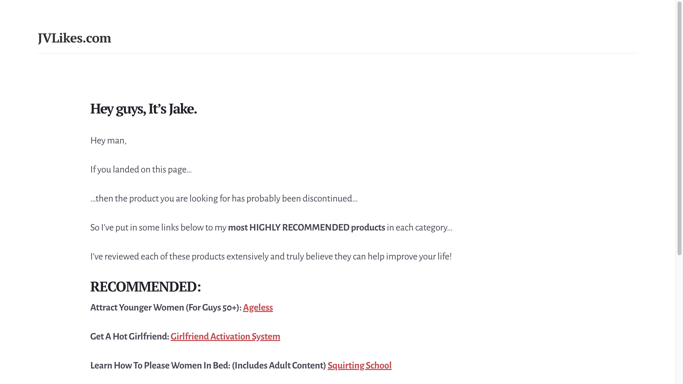 JVLikes.com
Hey guys, It’s Jake.
Hey man,
If you landed on this page…
…then the product you are looking for has probably been discontinued…
So I’ve put in some links below to my most HIGHLY RECOMMENDED products in each category…
I’ve reviewed each of these products extensively and truly believe they can help improve your life!
RECOMMENDED:
Attract Younger Women (For Guys 50+): Ageless
Get A Hot Girlfriend: Girlfriend Activation System
Learn How To Please Women In Bed: (Includes Adult Content) Squirting School